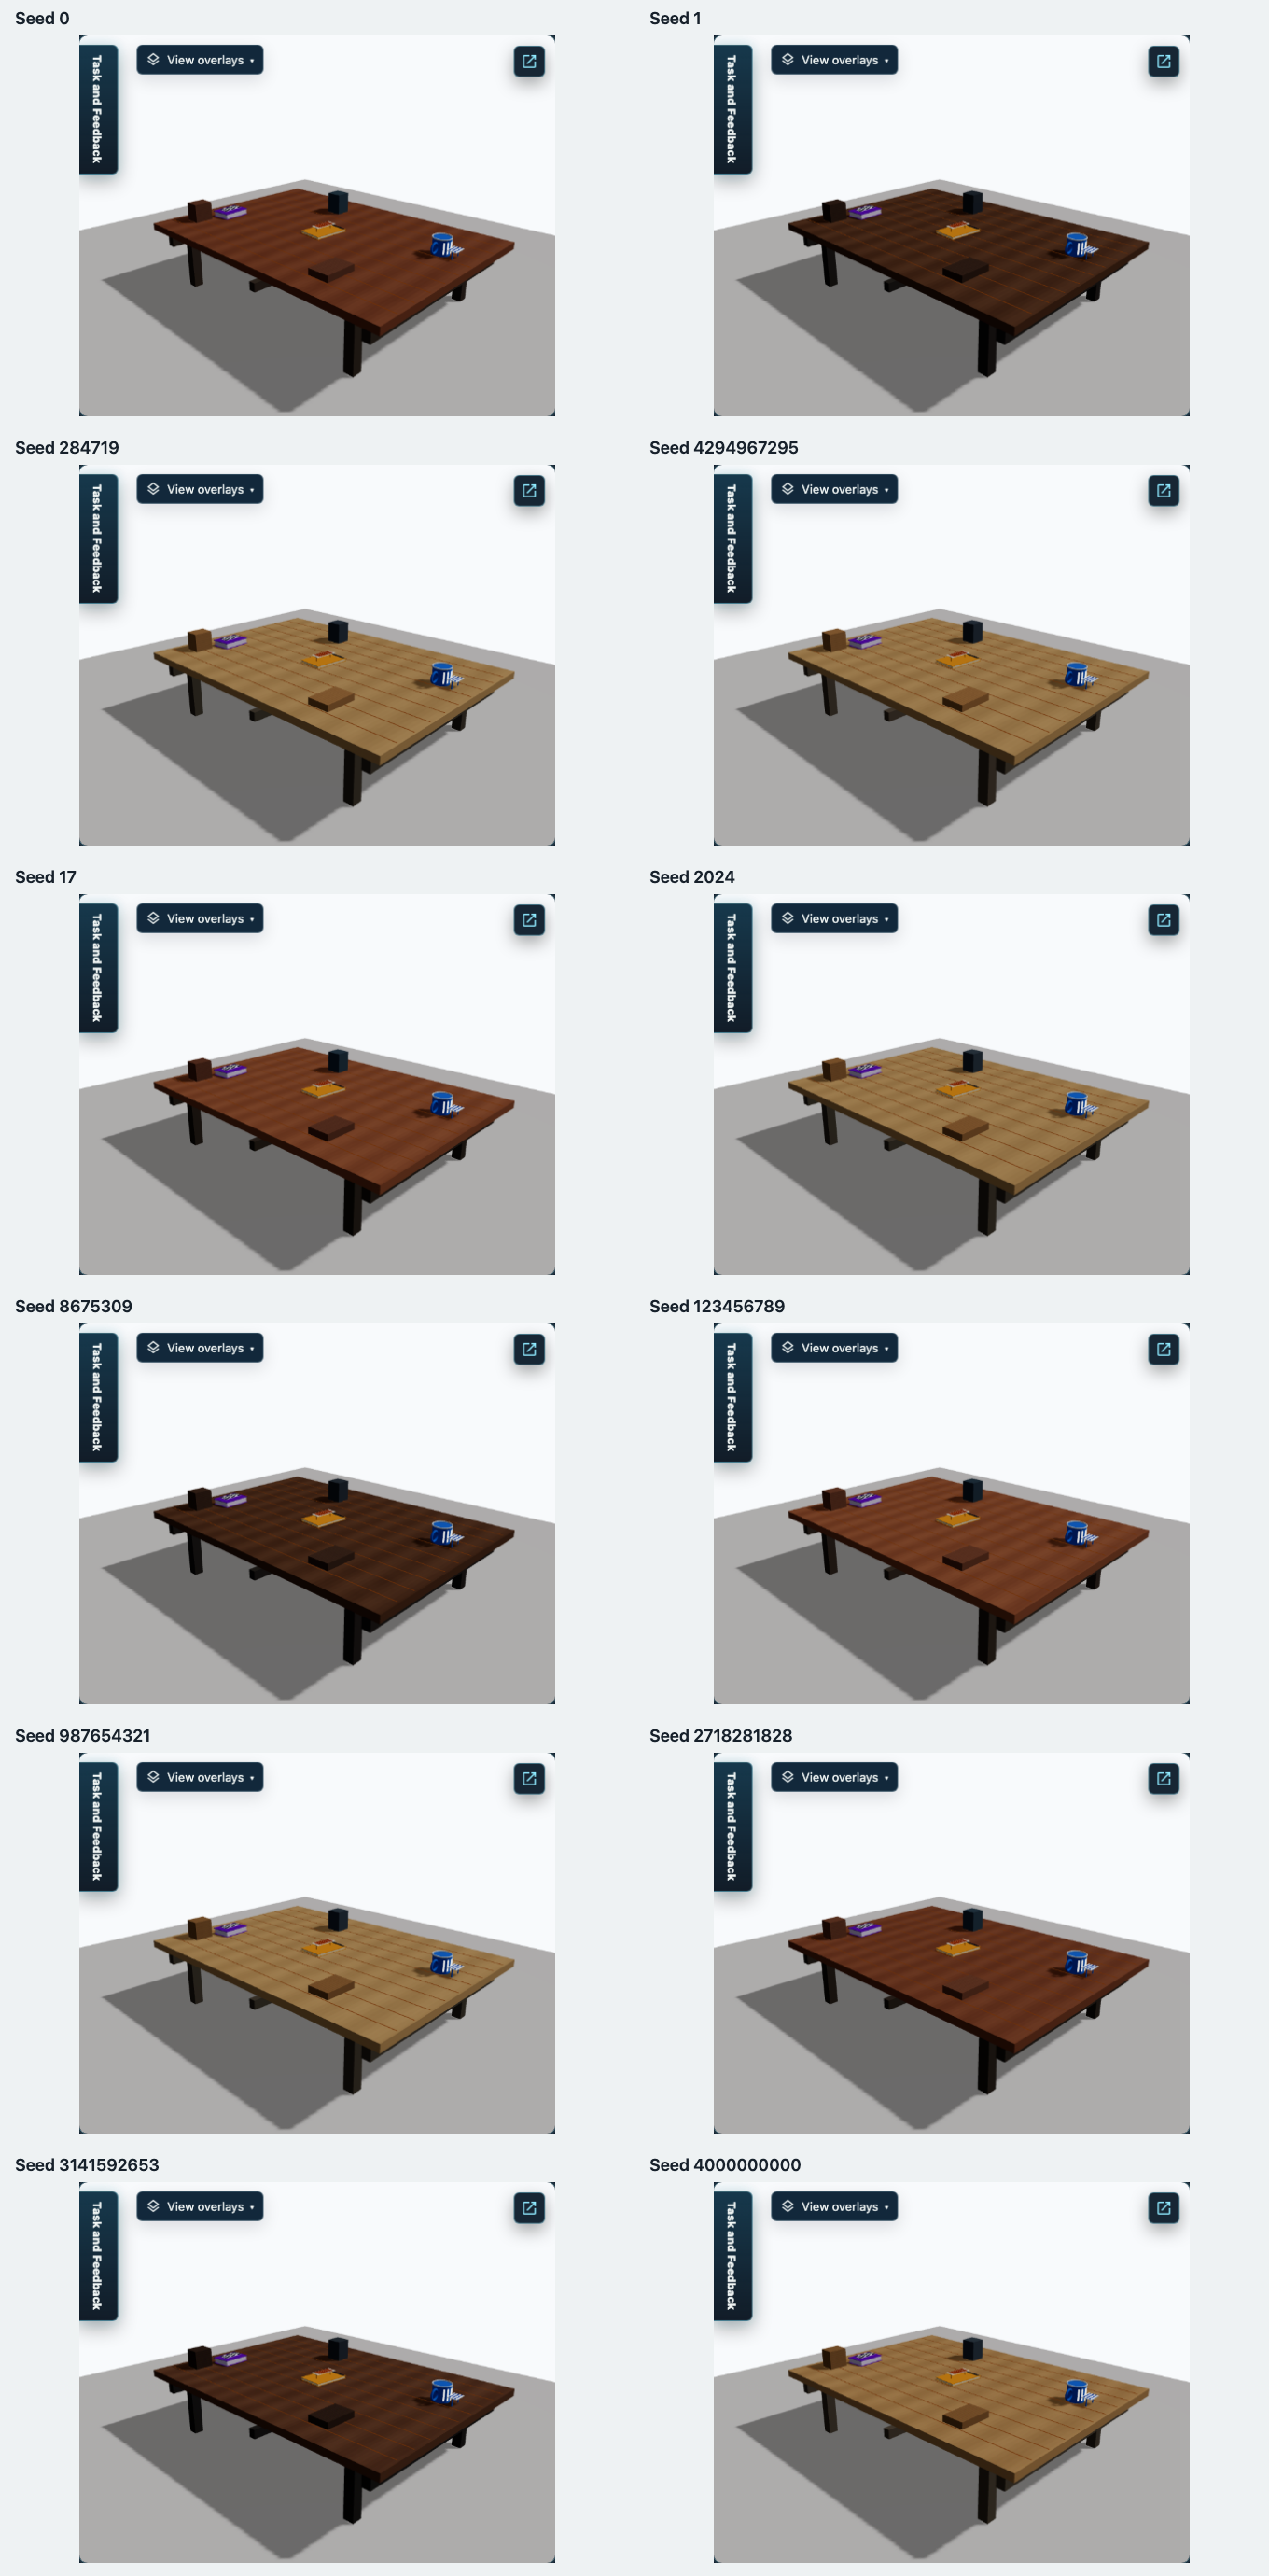 Seed 0
Seed 1
Task and Feedback
View overlays
Task and Feedback
View overlays
Seed 284719
Seed 4294967295
Task and Feedback
View overlays
Task and Feedback
View overlays
Seed 17
Seed 2024
Task and Feedback
View overlays
Task and Feedback
View overlays
Seed 8675309
Seed 123456789
Task and Feedback
View overlays
Task and Feedback
View overlays
Seed 987654321
Seed 2718281828
Task and Feedback
View overlays
Task and Feedback
View overlays
Seed 3141592653
Seed 4000000000
Task and Feedback
View overlays
Task and Feedback
View overlays